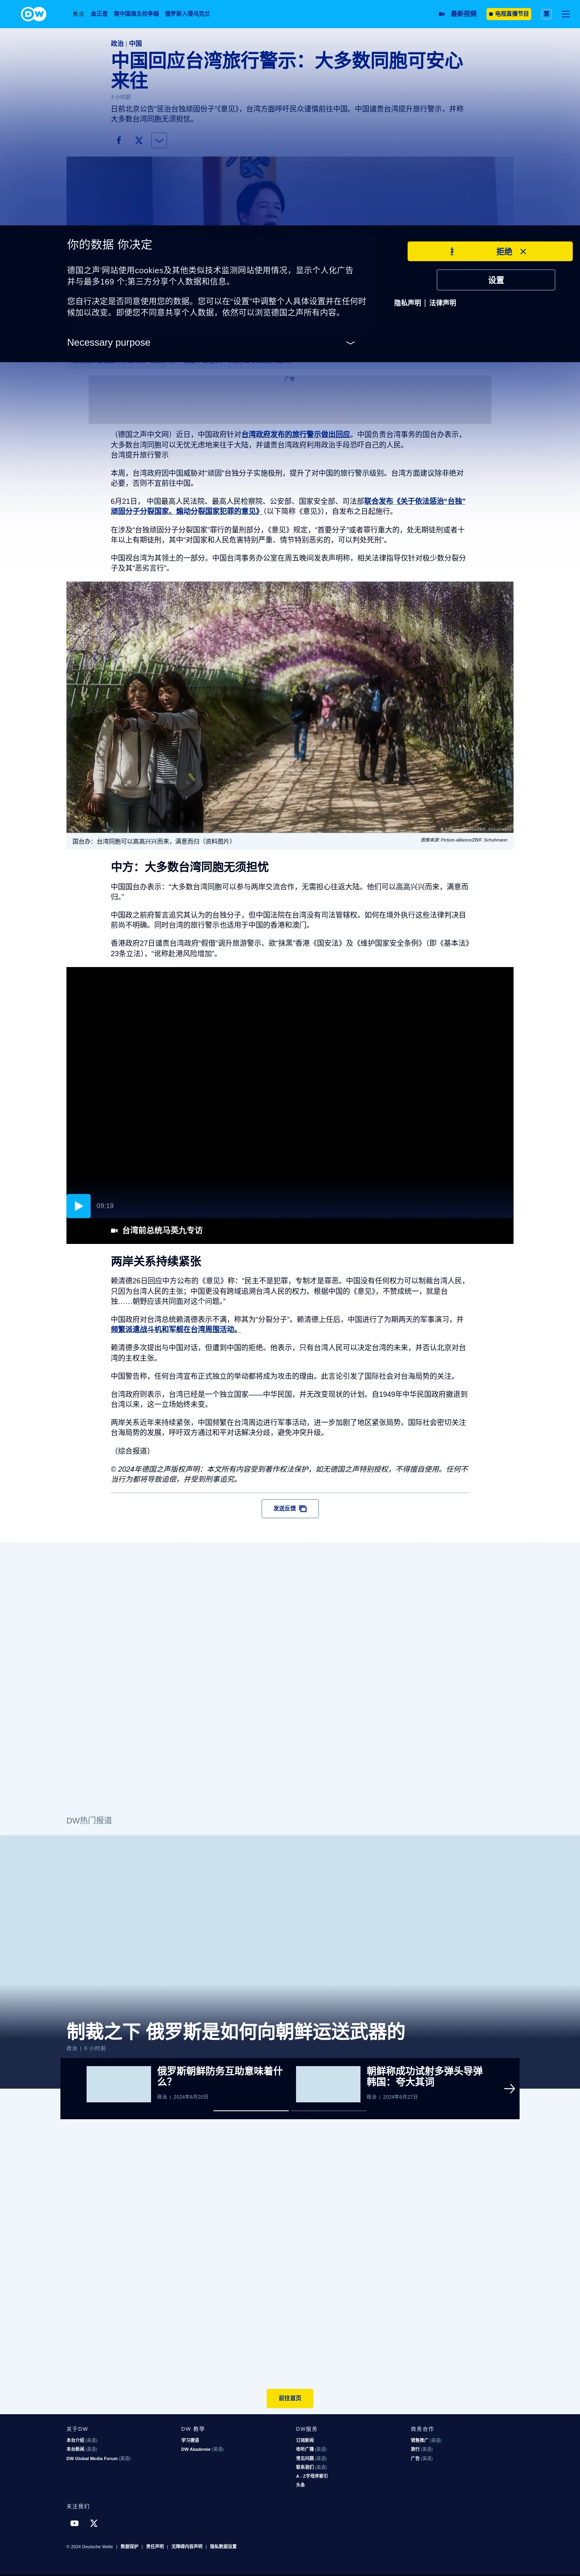 DW
焦点 金正恩 南中国海主权争端 俄罗斯入侵乌克兰
最新视频
电视直播节目
繁
政治 | 中国
中国回应台湾旅行警示：大多数同胞可安心
来往
日前北京公告"惩治台独顽固份子"《意见》，台湾方面呼吁民众谨慎前往中国。中国谴责台湾提升旅行警示，并称
大多数台湾同胞无须担忧。
你的数据 你决定
拒绝
德国之声'网站使用cookies及其他类似技术监测网站使用情况，显示个人化广告
并与最多169 个;第三方分享个人数据和信息。
设置
隐私声明 | 法律声明
您自行决定是否同意使用您的数据。您可以在"设置"中调整个人具体设置并在任何时
候加以改变。即便您不同意共享个人数据，依然可以浏览德国之声所有内容。
Necessary purpose
广告
（德国之声中文网）近日，中国政府针对台湾政府发布的旅行警示做出回应。中国负责台湾事务的国台办表示，
大多数台湾同胞可以无忧无虑地来往于大陆，并谴责台湾政府利用政治手段恐吓自己的人民。
台湾提升旅行警示
本周，台湾政府因中国威胁对"顽固"台独分子实施极刑，提升了对中国的旅行警示级别。台湾方面建议除非绝对
必要，否则不宜前往中国。
6月21日， 中国最高人民法院、最高人民检察院、公安部、国家安全部、司法部联合发布《关于依法惩治"台独"
顽固分子分裂国家、煽动分裂国家犯罪的意见》（以下简称《意见》），自发布之日起施行。
在涉及"台独顽固分子分裂国家"罪行的量刑部分，《意见》规定，"首要分子"或者罪行重大的，处无期徒刑或者十
年以上有期徒刑，其中"对国家和人民危害特别严重、情节特别恶劣的，可以判处死刑"。
中国视台湾为其领土的一部分。中国台湾事务办公室在周五晚间发表声明称，相关法律指导仅针对极少数分裂分
子及其"恶劣言行"。
国台办：台湾同胞可以高高兴兴而来，满意而归（资料图片）
图像来源: Picture-alliance/ZB/F. Schuhmann
中方：大多数台湾同胞无须担忧
中国国台办表示："大多数台湾同胞可以参与两岸交流合作，无需担心往返大陆。他们可以高高兴兴而来，满意而
归。"
中国政之前府誓言追究其认为的台独分子，但中国法院在台湾没有司法管辖权。如何在境外执行这些法律判决目
前尚不明确。同时台湾的旅行警示也适用于中国的香港和澳门。
香港政府27日谴责台湾政府"假借"调升旅游警示、欲"抹黑"香港《国安法》及《维护国家安全条例》（即《基本法》
23条立法），"讹称赴港风险增加"。
09:19
台湾前总统马英九专访
两岸关系持续紧张
赖清德26日回应中方公布的《意见》称："民主不是犯罪，专制才是罪恶。中国没有任何权力可以制裁台湾人民，
只因为台湾人民的主张；中国更没有跨域追溯台湾人民的权力。根据中国的《意见》，不赞成统一，就是台
独……朝野应该共同面对这个问题。"
中国政府对台湾总统赖清德表示不满，称其为"分裂分子"。赖清德上任后，中国进行了为期两天的军事演习，并
频繁派遣战斗机和军舰在台湾周围活动。
赖清德多次提出与中国对话，但遭到中国的拒绝。他表示，只有台湾人民可以决定台湾的未来，并否认北京对台
湾的主权主张。
中国警告称，任何台湾宣布正式独立的举动都将成为攻击的理由。此言论引发了国际社会对台海局势的关注。
台湾政府则表示，台湾已经是一个独立国家——中华民国，并无改变现状的计划。自1949年中华民国政府撤退到
台湾以来，这一立场始终未变。
两岸关系近年来持续紧张，中国频繁在台湾周边进行军事活动，进一步加剧了地区紧张局势。国际社会密切关注
台海局势的发展，呼吁双方通过和平对话解决分歧，避免冲突升级。
（综合报道）
© 2024年德国之声版权声明：本文所有内容受到著作权法保护，如无德国之声特别授权，不得擅自使用。任何不
当行为都将导致追偿，并受到刑事追究。
发送反馈
DW热门报道
制裁之下 俄罗斯是如何向朝鲜运送武器的
政治 | 6 小时前
俄罗斯朝鲜防务互助意味着什
么？
政治 | 2024年6月20日
朝鲜称成功试射多弹头导弹
韩国：夸大其词
政治 | 2024年6月27日
前往首页
关于DW
本台介绍 (英语)
本台新闻 (英语)
DW Global Media Forum (英语)
DW 教學
学习德语
DW Akademie (英语)
DW服务
订阅新闻
收听广播 (英语)
常见问题 (英语)
联系我们 (英语)
A - Z字母序索引
头条
商务合作
销售推广 (英语)
旅行 (英语)
广告 (英语)
关注我们
© 2024 Deutsche Welle | 数据保护 | 责任声明 | 无障碍内容声明 | 隐私数据设置